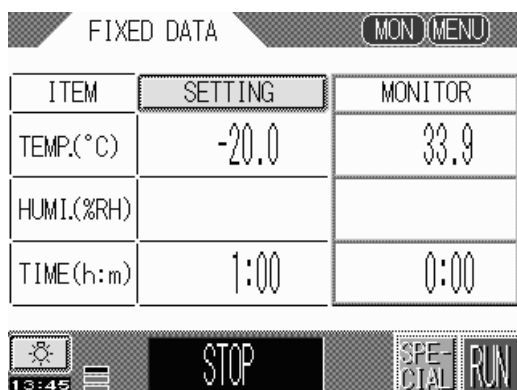 FIXED DATA MON MENU
ITEM SETTING MONITOR
TEMP.(°C) -20.0 33.9
HUMI.(%RH)
TIME(h:m) 1:00 0:00
STOP SPE- RUN
13:45 CIAL